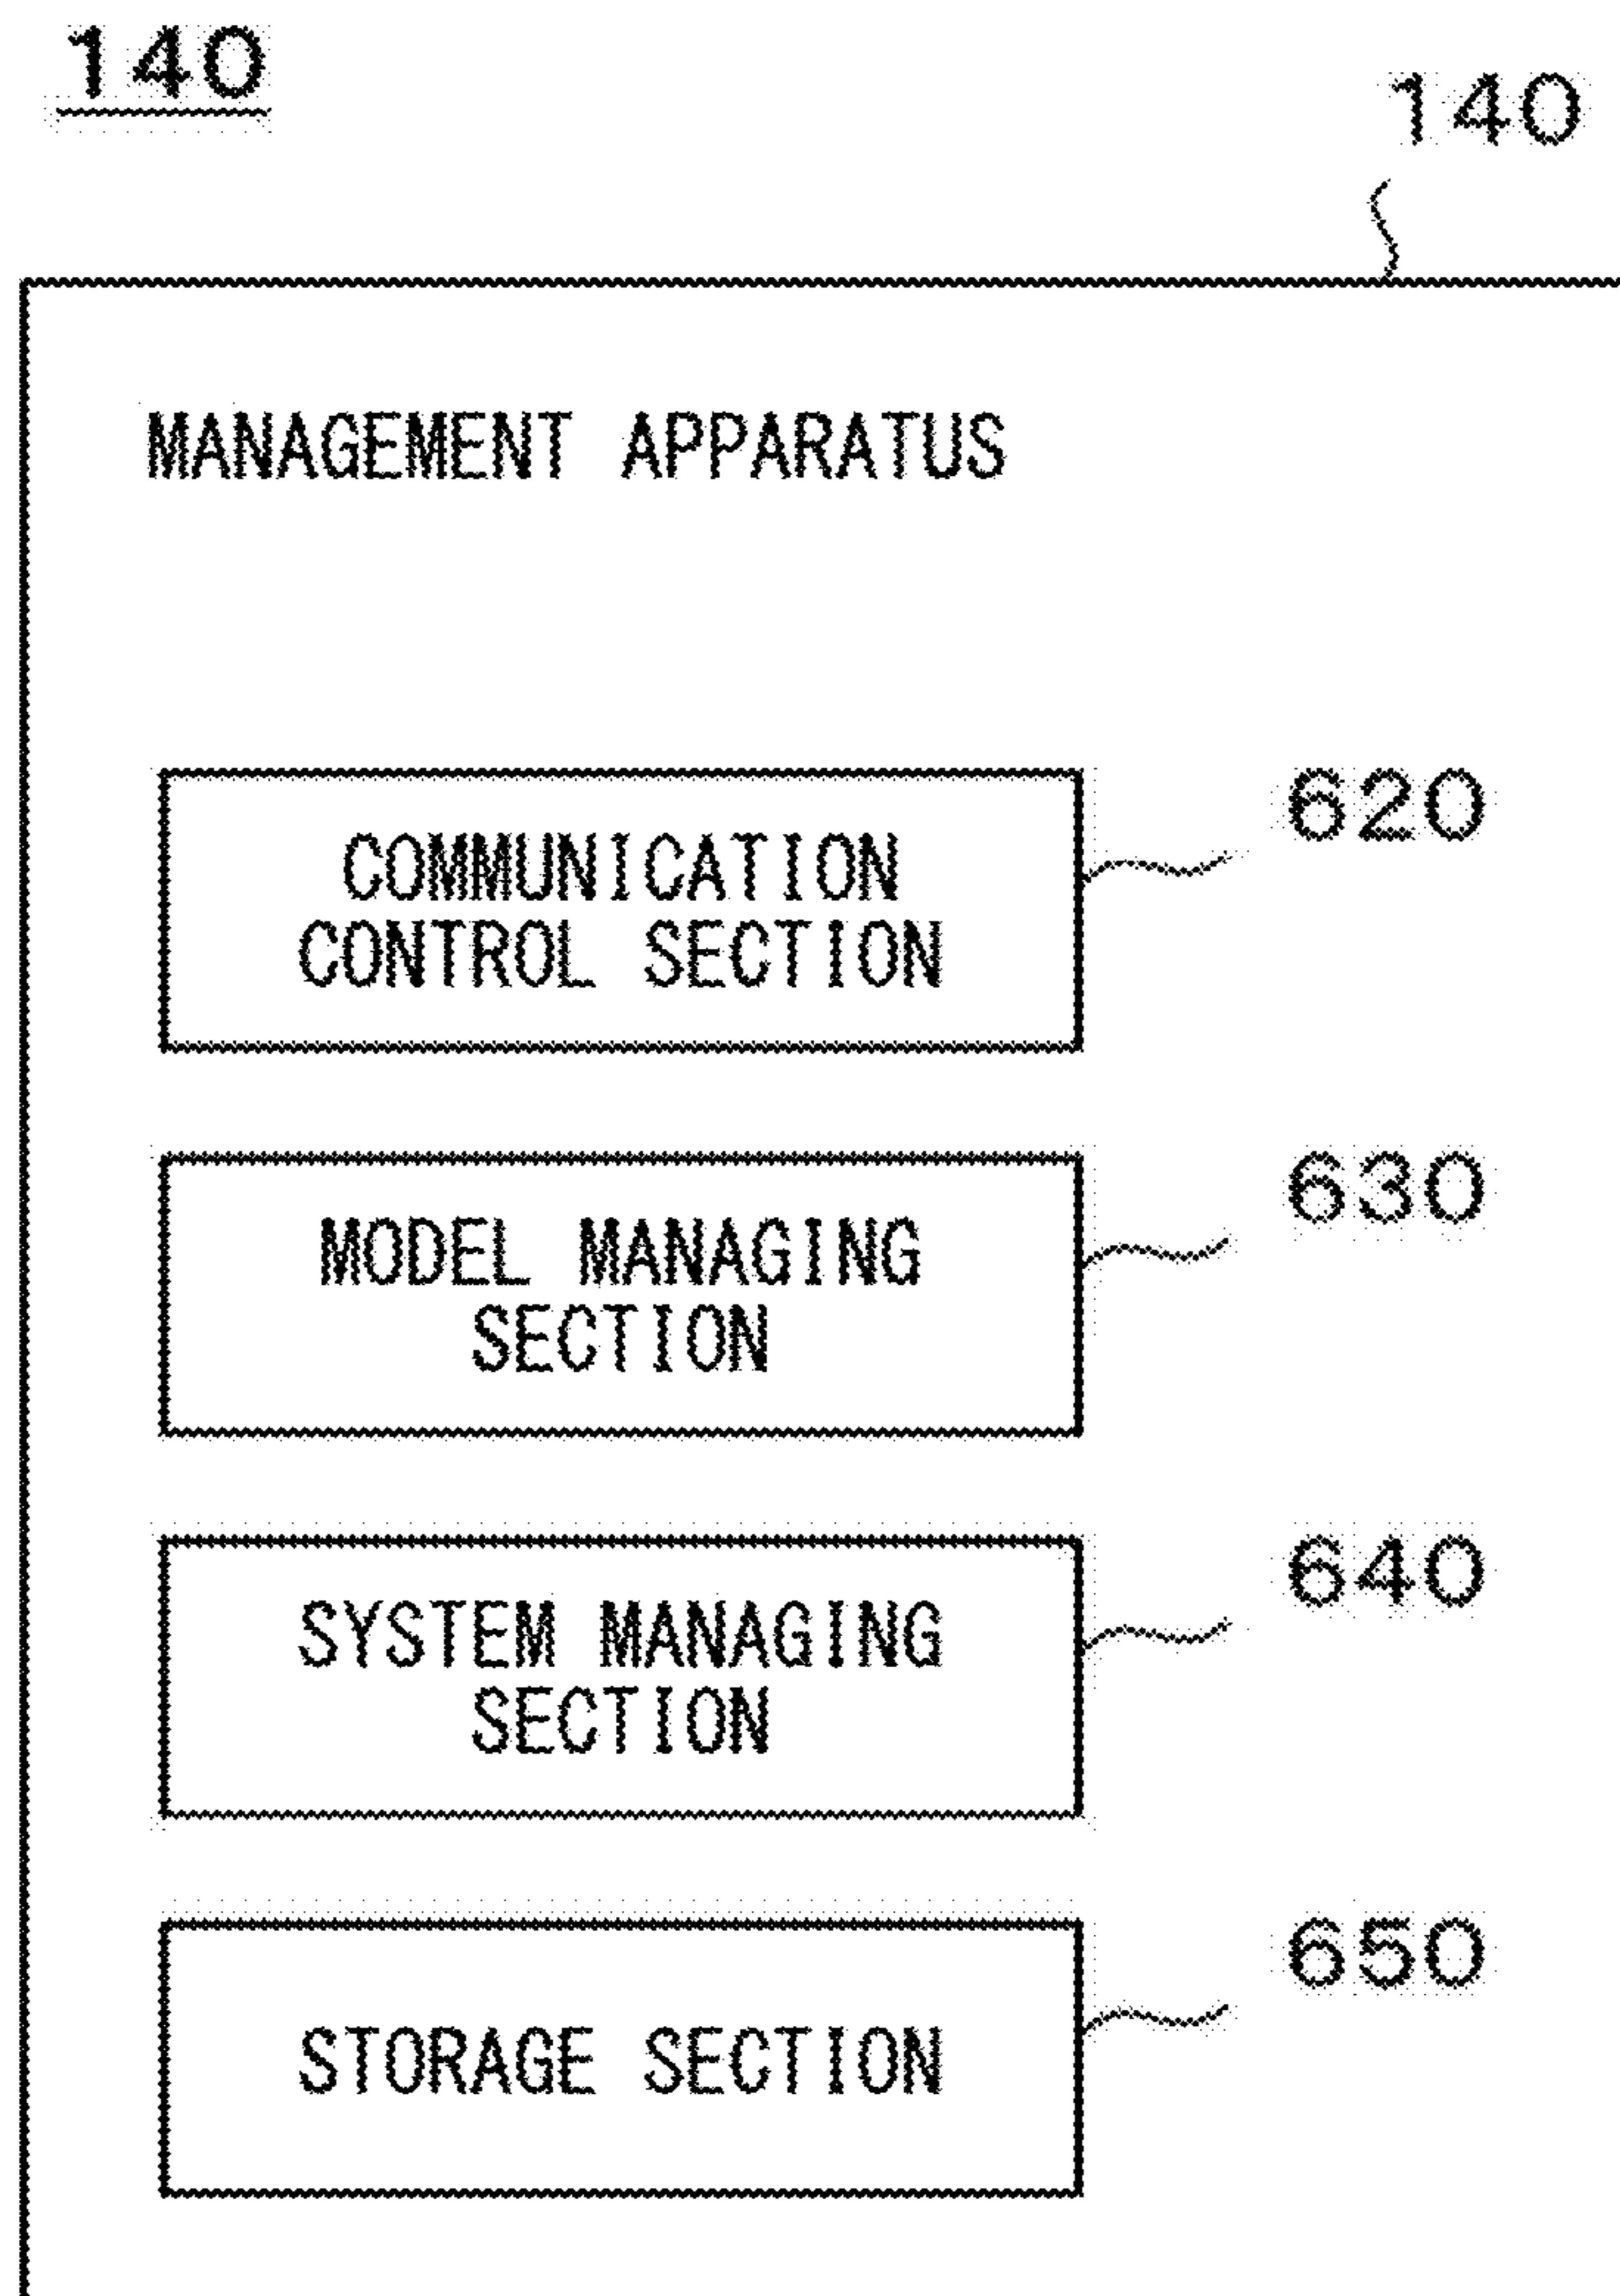 140
140
MANAGEMENT APPARATUS
COMMUNICATION
CONTROL SECTION
620
MODEL MANAGING
SECTION
630
SYSTEM MANAGING
SECTION
640
STORAGE SECTION
650